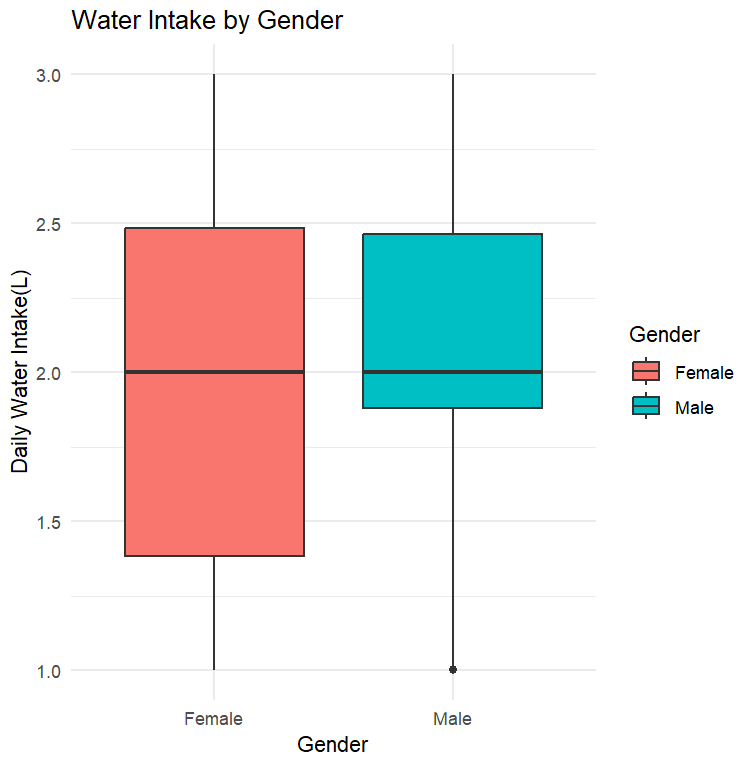 Water Intake by Gender
Daily Water Intake(L)
3.0
2.5
2.0
1.5
1.0
Female
Male
Gender
Gender
Female
Male